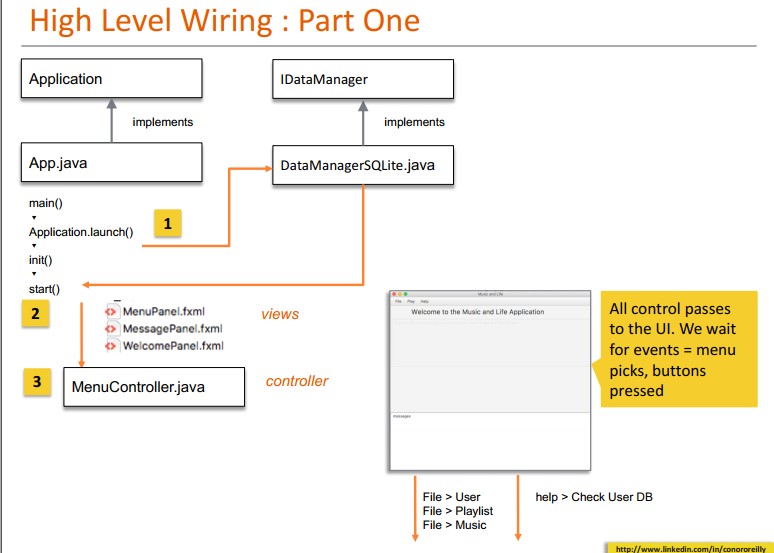 High Level Wiring : Part One
Application
IDataManager
implements
implements
App.java
DataManagerSQLite.java
main()
1
Application.launch()
init()
start()
2
MenuPanel.fxml
views
MessagePanel.fxml
WelcomePanel.fxml
3
MenuController.java
controller
Music and Life
File Play Help
Welcome to the Music and Life Application
messages
All control passes
to the UI. We wait
for events = menu
picks, buttons
pressed
File > User
File > Playlist
File > Music
help > Check User DB
http://www.linkedin.com/in/conororeilly